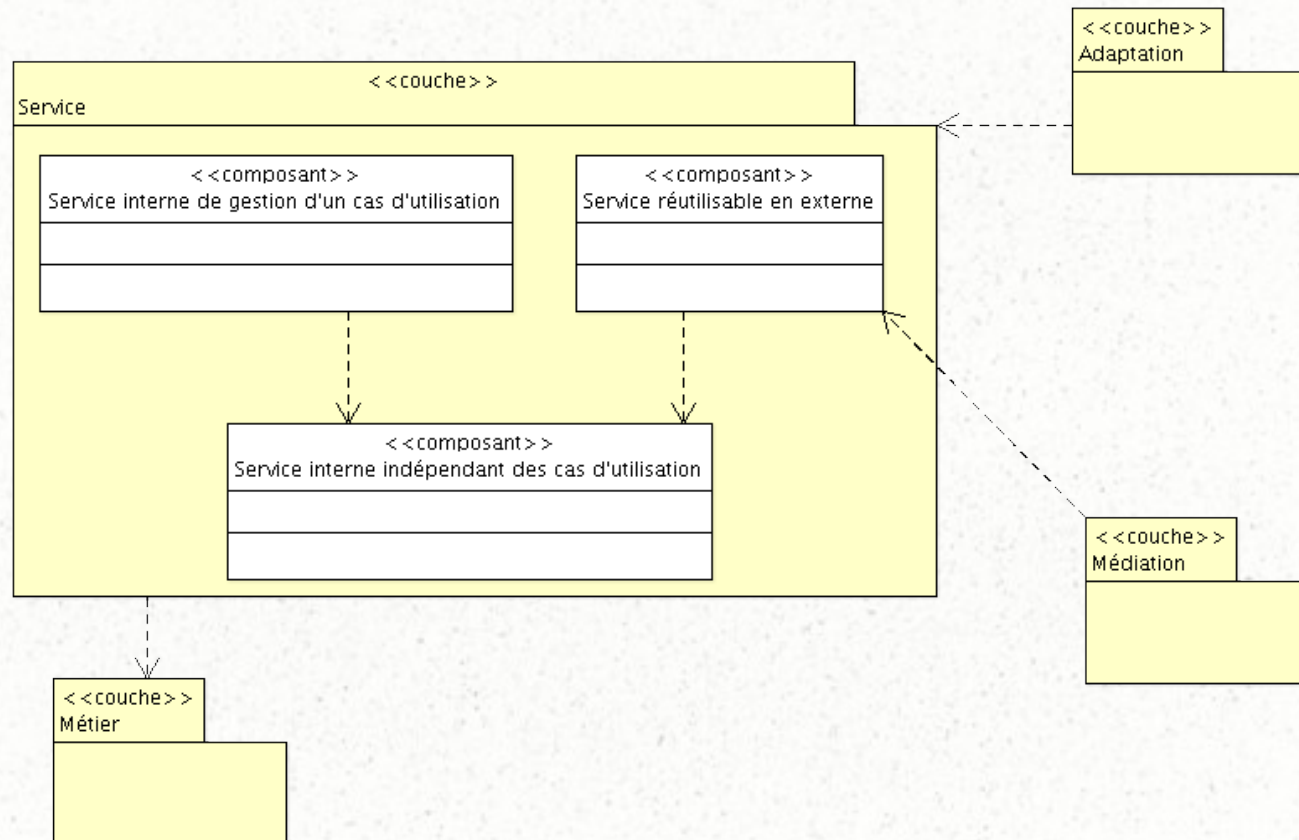 <<couche>>
Adaptation
<<couche>>
Service
<<composant>>
Service interne de gestion d'un cas d'utilisation
<<composant>>
Service réutilisable en externe
<<composant>>
Service interne indépendant des cas d'utilisation
<<couche>>
Médiation
<<couche>>
Métier